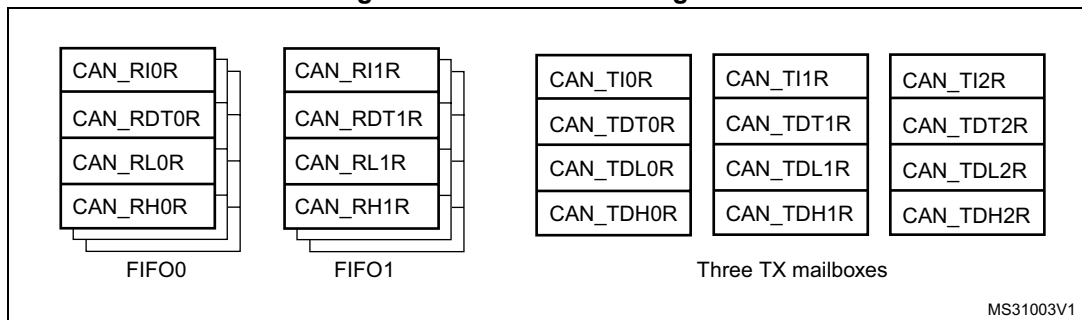 CAN_RI0R
CAN_RDT0R
CAN_RL0R
CAN_RH0R
FIFO0
CAN_RI1R
CAN_RDT1R
CAN_RL1R
CAN_RH1R
FIFO1
CAN_TI0R
CAN_TDT0R
CAN_TDL0R
CAN_TDH0R
CAN_TI1R
CAN_TDT1R
CAN_TDL1R
CAN_TDH1R
CAN_TI2R
CAN_TDT2R
CAN_TDL2R
CAN_TDH2R
Three TX mailboxes
MS31003V1